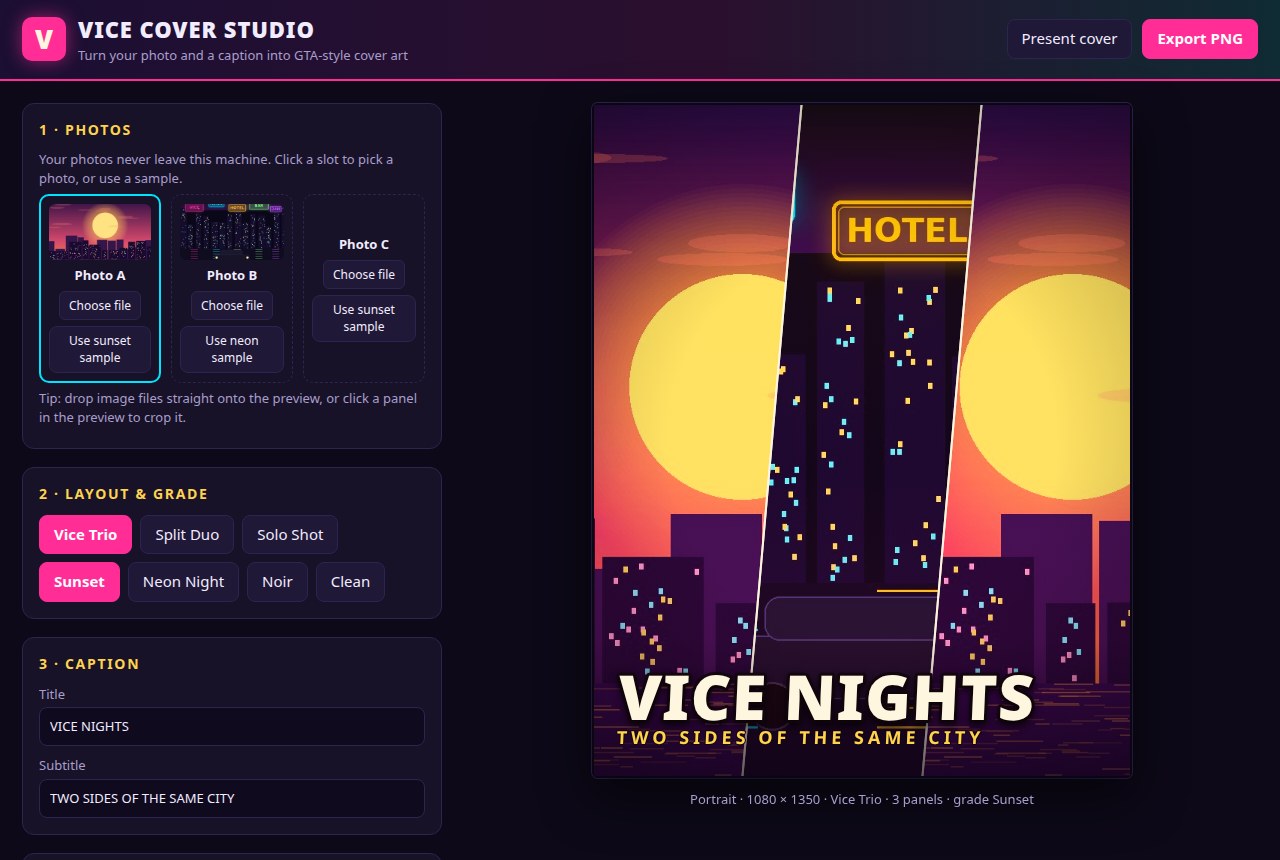 V
VICE COVER STUDIO
Turn your photo and a caption into GTA-style cover art
Present cover
Export PNG
1 · PHOTOS
Your photos never leave this machine. Click a slot to pick a
photo, or use a sample.
Photo A
Choose file
Use sunset
sample
HOTEL
BAR
Photo B
Choose file
Use neon
sample
Photo C
Choose file
Use sunset
sample
Tip: drop image files straight onto the preview, or click a panel
in the preview to crop it.
2 · LAYOUT & GRADE
Vice Trio
Split Duo
Solo Shot
Sunset
Neon Night
Noir
Clean
3 · CAPTION
Title
VICE NIGHTS
Subtitle
TWO SIDES OF THE SAME CITY
HOTEL
VICE NIGHTS
TWO SIDES OF THE SAME CITY
Portrait · 1080 × 1350 · Vice Trio · 3 panels · grade Sunset